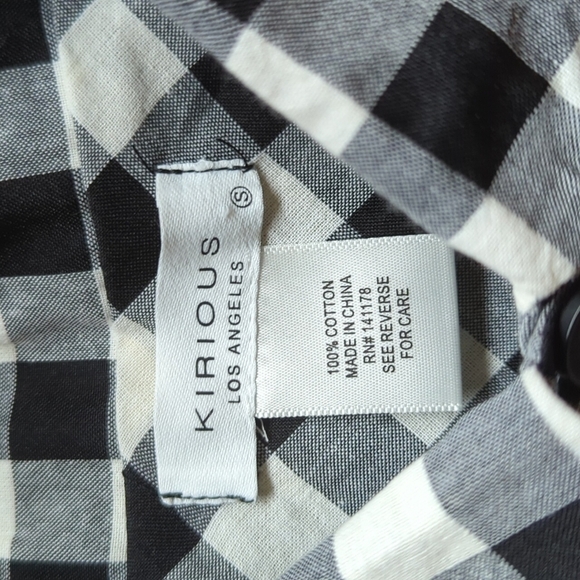 KIRIOUS
LOS ANGELES
S
100% COTTON
MADE IN CHINA
RN# 141178
SEE REVERSE
FOR CARE